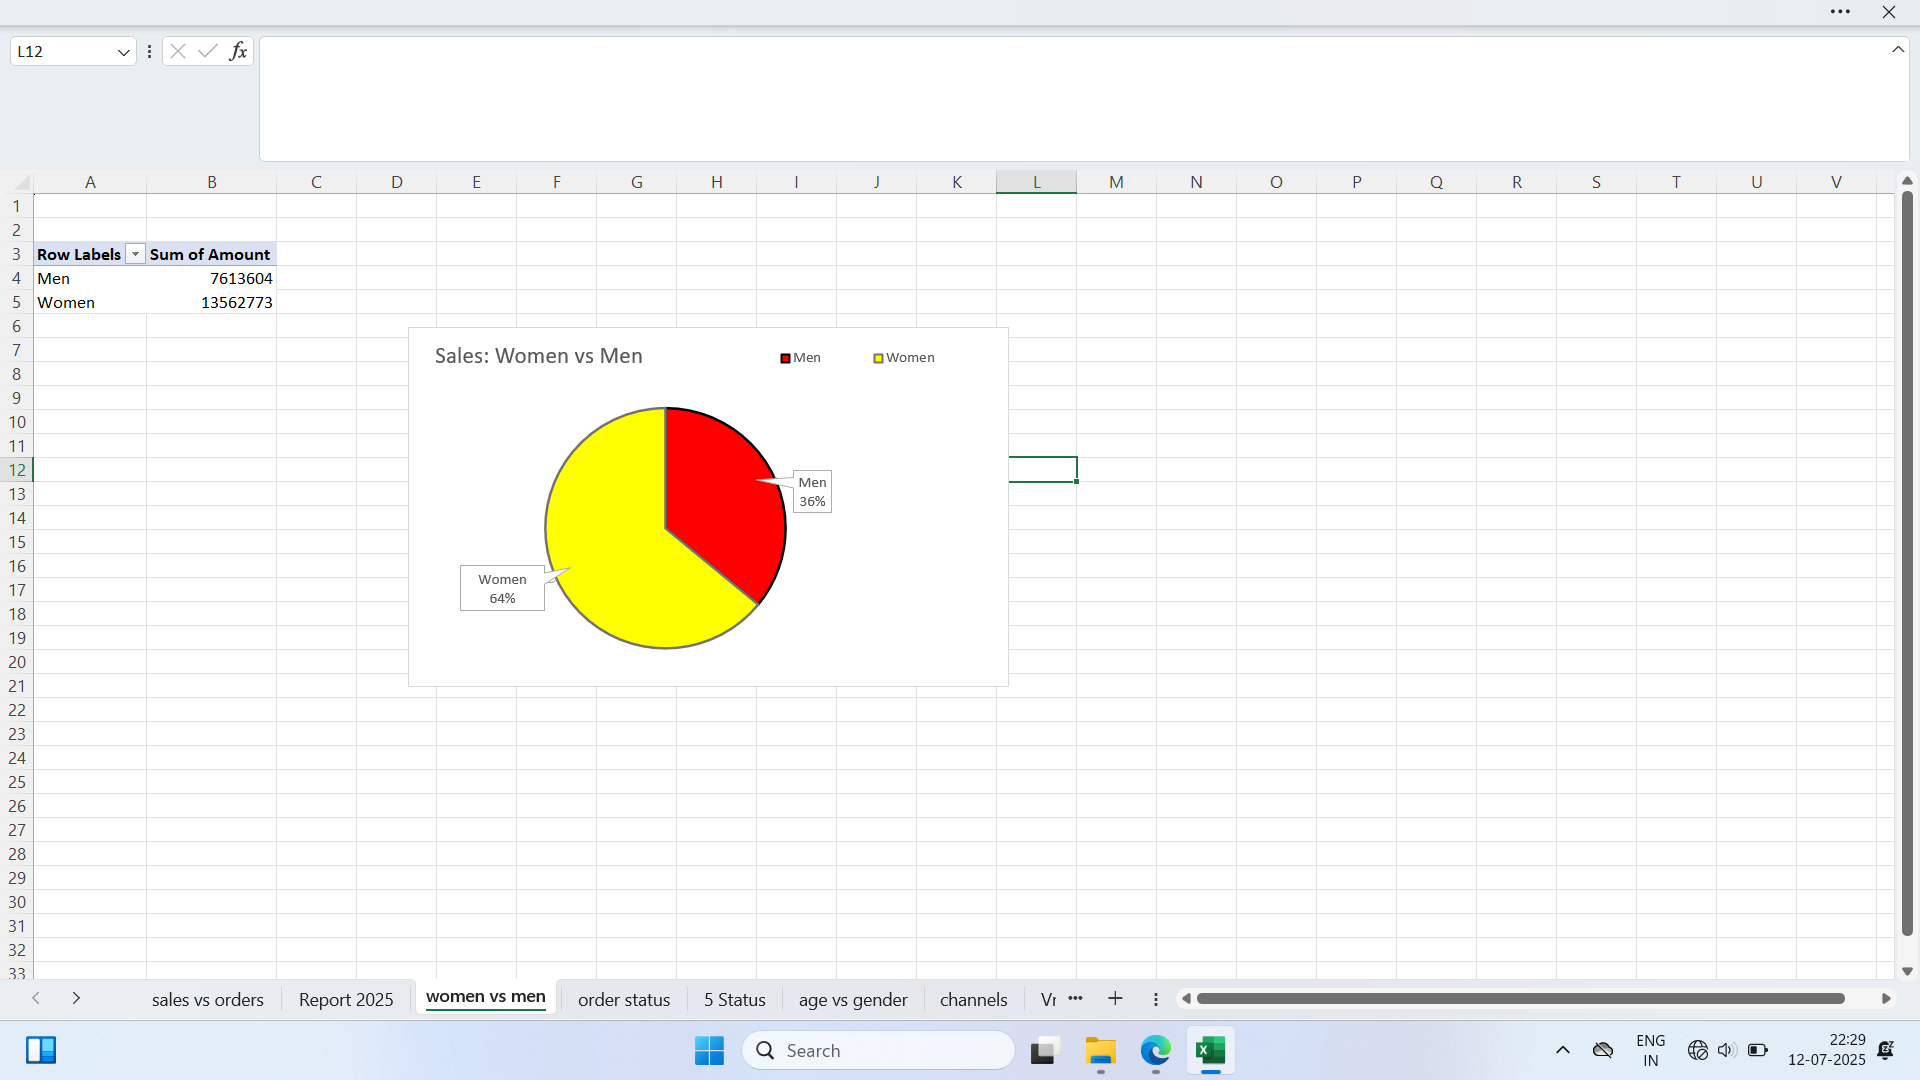 L12
fx
A B C D E F G H I J K L M N O P Q R S T U V
1
2
3 Row Labels Sum of Amount
4 Men 7613604
5 Women 13562773
6
7
8
9
10
11
12
13
14
15
16
17
18
19
20
21
22
23
24
25
26
27
28
29
30
31
32
33
Sales: Women vs Men
Men Women
Men
36%
Women
64%
sales vs orders Report 2025 women vs men order status 5 Status age vs gender channels Vr
Search
ENG
IN
22:29
12-07-2025